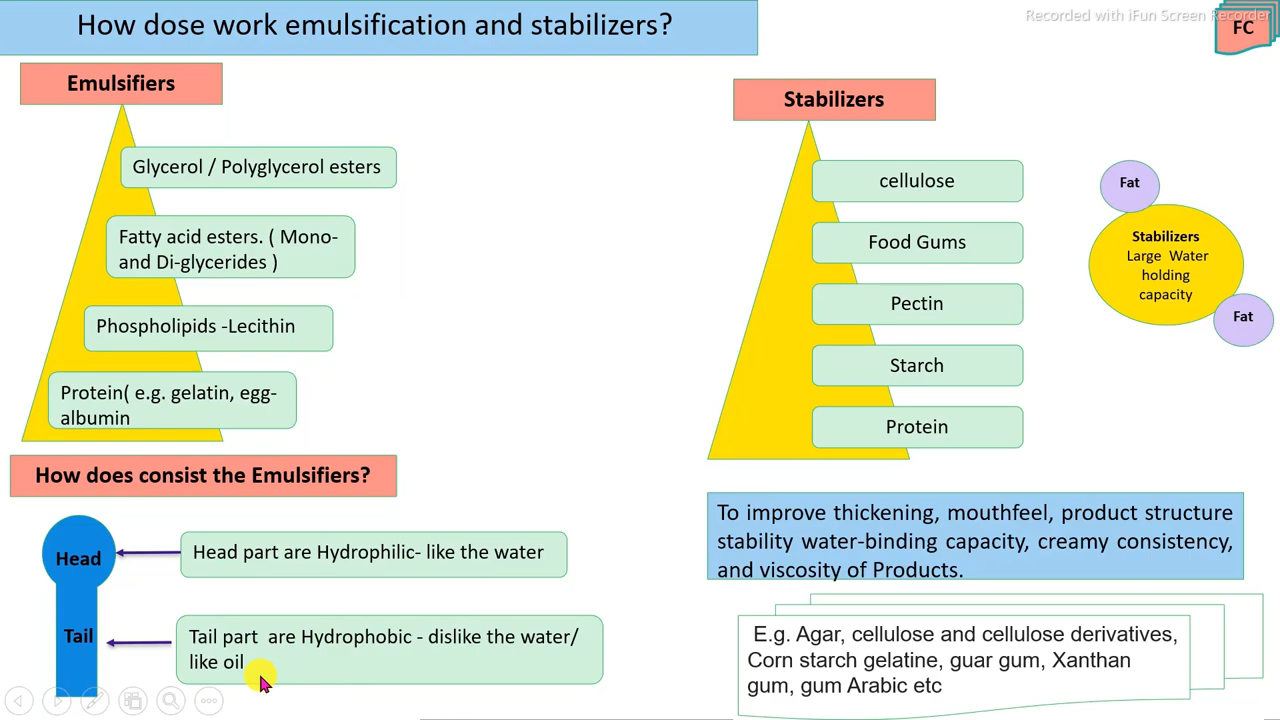 How dose work emulsification and stabilizers?
Recorded with iFun Screen Recorder
FC
Emulsifiers
Glycerol / Polyglycerol esters
Fatty acid esters. ( Mono-
and Di-glycerides )
Phospholipids -Lecithin
Protein( e.g. gelatin, egg-
albumin
How does consist the Emulsifiers?
Head
Head part are Hydrophilic- like the water
Tail
Tail part  are Hydrophobic - dislike the water/
like oil
Stabilizers
cellulose
Food Gums
Pectin
Starch
Protein
Fat
Stabilizers
Large  Water
holding
capacity
Fat
To improve thickening, mouthfeel, product structure
stability water-binding capacity, creamy consistency,
and viscosity of Products.
E.g. Agar, cellulose and cellulose derivatives,
Corn starch gelatine, guar gum, Xanthan
gum, gum Arabic etc